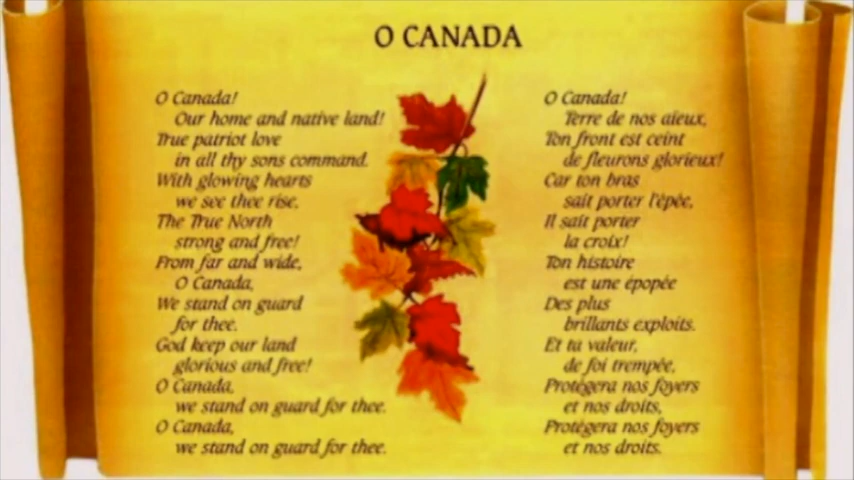 O CANADA
O Canada!
Our home and native land!
True patriot love
in all thy sons command.
With glowing hearts
we see thee rise,
The True North
strong and free!
From far and wide,
O Canada,
We stand on guard
for thee.
God keep our land
glorious and free!
O Canada,
we stand on guard for thee.
O Canada,
we stand on guard for thee.
O Canada!
Terre de nos aïeux,
Ton front est ceint
de fleurons glorieux!
Car ton bras
sait porter l'épée,
Il sait porter
la croix!
Ton histoire
est une épopée
Des plus
brillants exploits.
Et ta valeur,
de foi trempée,
Protégera nos foyers
et nos droits,
Protégera nos foyers
et nos droits.